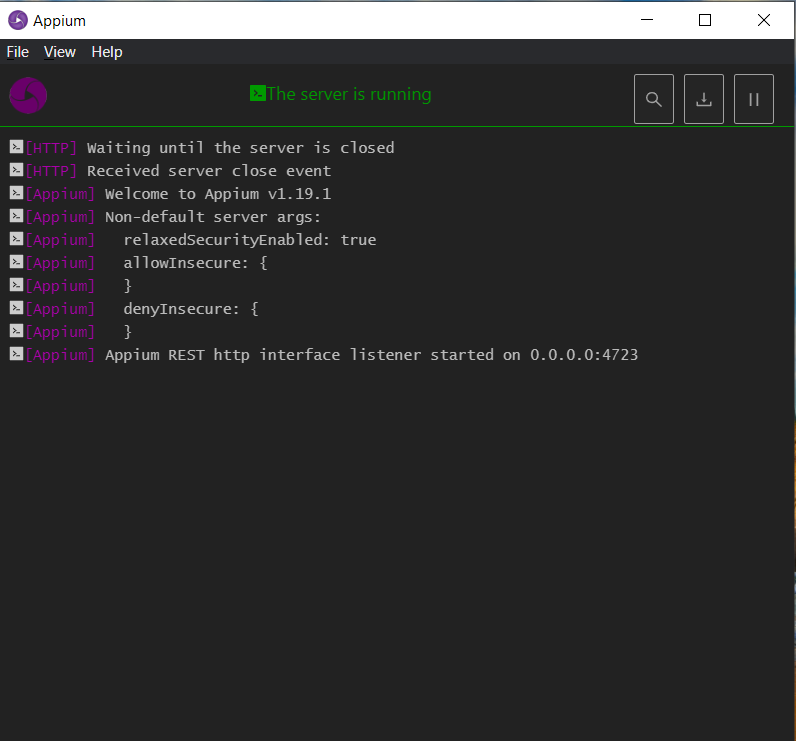 Appium
File View Help
The server is running
[HTTP] Waiting until the server is closed
[HTTP] Received server close event
[Appium] Welcome to Appium v1.19.1
[Appium] Non-default server args:
[Appium]   relaxedSecurityEnabled: true
[Appium]   allowInsecure: {
[Appium]   }
[Appium]   denyInsecure: {
[Appium]   }
[Appium] Appium REST http interface listener started on 0.0.0.0:4723